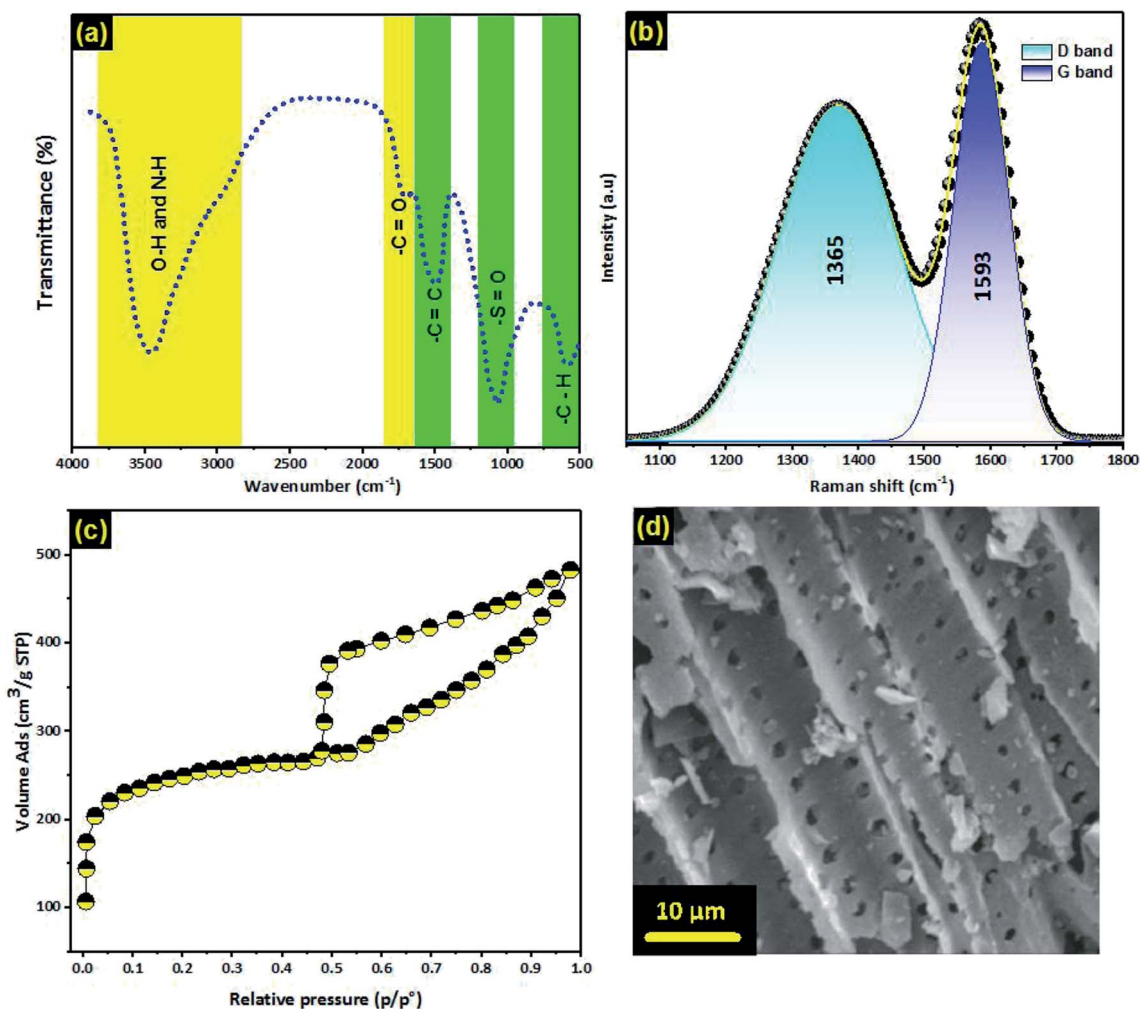 (a)
Transmittance (%)
O-H and N-H
-C = O
-C = C
-S = O
-C - H
4000 3500 3000 2500 2000 1500 1000 500
Wavenumber (cm⁻¹)
(b)
D band
G band
Intensity (a.u)
1365
1593
1100 1200 1300 1400 1500 1600 1700 1800
Raman shift (cm⁻¹)
(c)
Volume Ads (cm³/g STP)
500
400
300
200
100
0.0 0.1 0.2 0.3 0.4 0.5 0.6 0.7 0.8 0.9 1.0
Relative pressure (p/p°)
(d)
10 µm